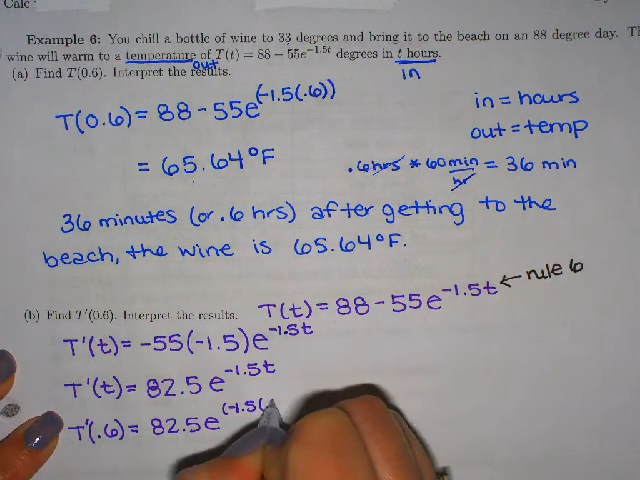 Calc
Example 6: You chill a bottle of wine to 33 degrees and bring it to the beach on an 88 degree day.
wine will warm to a temperature of T(t) = 88 − 55e^{−1.5t} degrees in t hours.
out
in
(a) Find T(0.6). Interpret the results.
T(0.6) = 88 - 55e^{(-1.5(.6))}
in = hours
out = temp
= 65.64°F
.6 hrs * 60 min/hr = 36 min
36 minutes (or .6 hrs) after getting to the
beach, the wine is 65.64°F.
(b) Find T'(0.6). Interpret the results.
T(t) = 88 - 55e^{-1.5t} ← rule 6
T'(t) = -55(-1.5)e^{-1.5t}
T'(t) = 82.5e^{-1.5t}
T'(.6) = 82.5e^{(-1.5(}